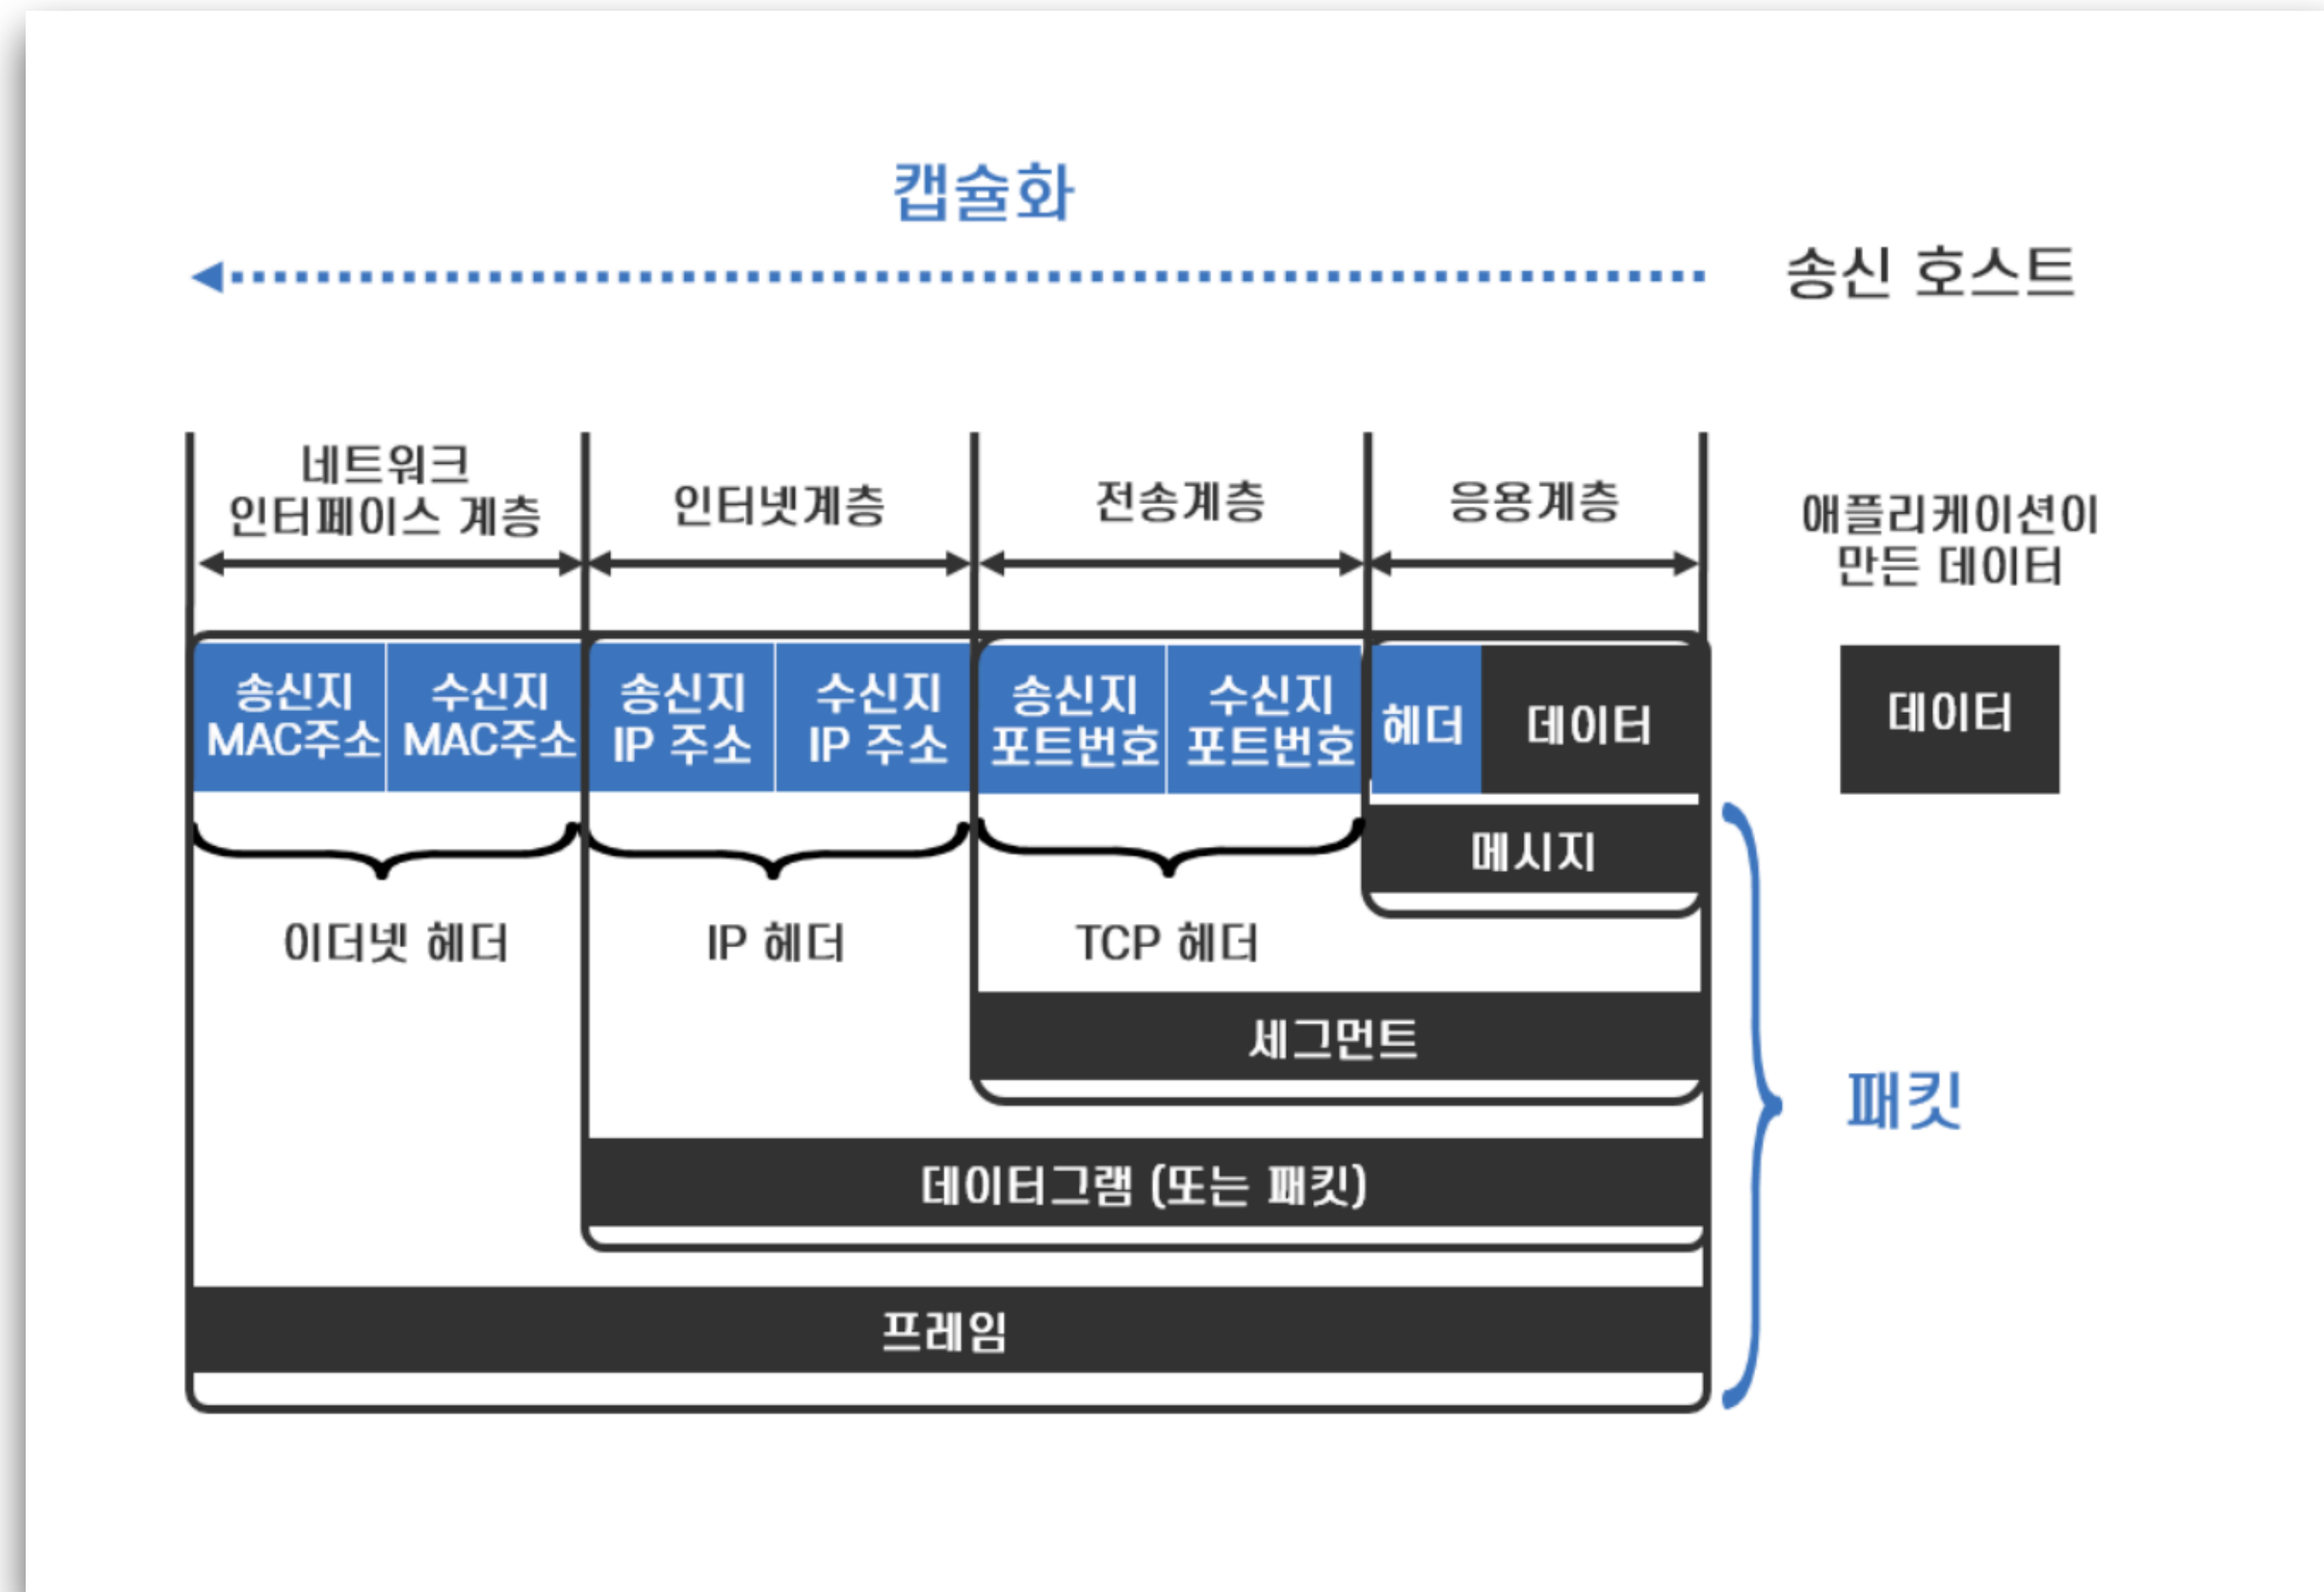 캡슐화
송신 호스트
네트워크
인터페이스 계층
인터넷계층
전송계층
응용계층
애플리케이션이
만든 데이터
송신지
MAC주소
수신지
MAC주소
송신지
IP 주소
수신지
IP 주소
송신지
포트번호
수신지
포트번호
헤더
데이터
데이터
메시지
이더넷 헤더
IP 헤더
TCP 헤더
세그먼트
패킷
데이터그램 (또는 패킷)
프레임